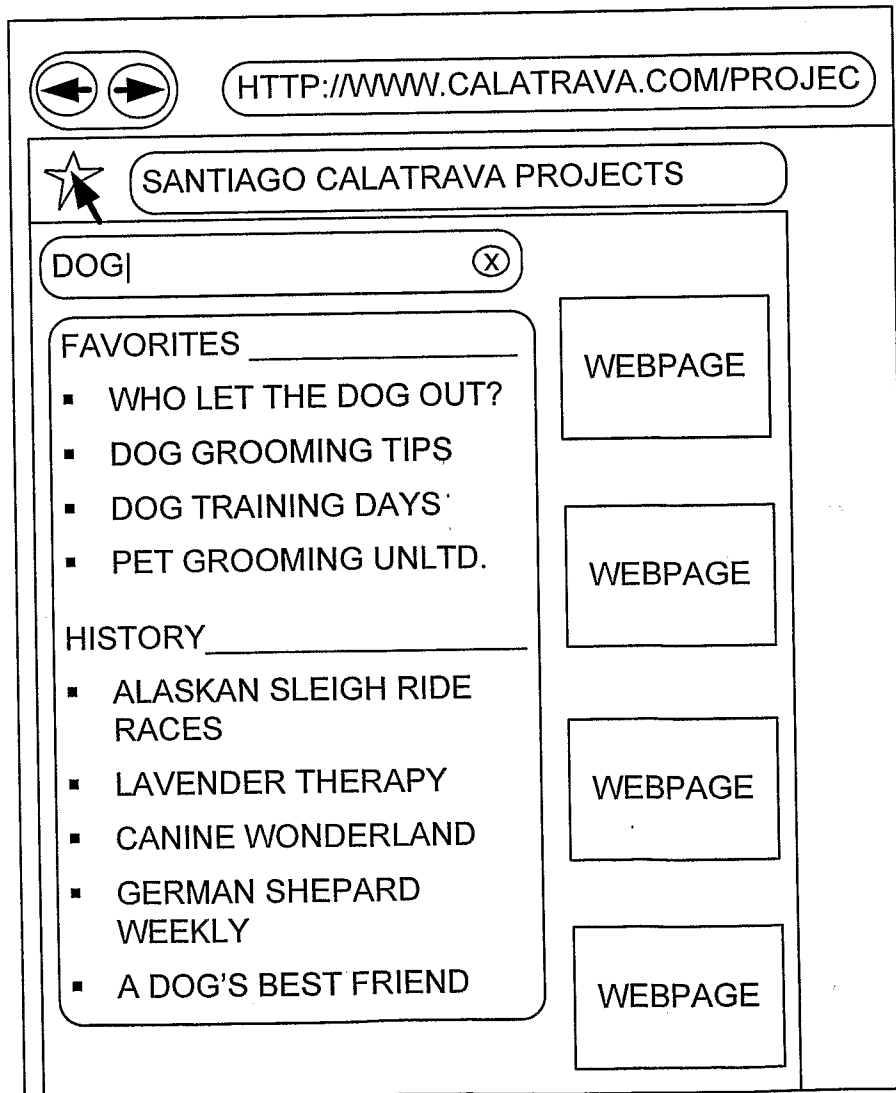 HTTP://WWW.CALATRAVA.COM/PROJEC
SANTIAGO CALATRAVA PROJECTS
DOG
X
FAVORITES
WHO LET THE DOG OUT?
DOG GROOMING TIPS
DOG TRAINING DAYS
PET GROOMING UNLTD.
HISTORY
ALASKAN SLEIGH RIDE
RACES
LAVENDER THERAPY
CANINE WONDERLAND
GERMAN SHEPARD
WEEKLY
A DOG'S BEST FRIEND
WEBPAGE
WEBPAGE
WEBPAGE
WEBPAGE